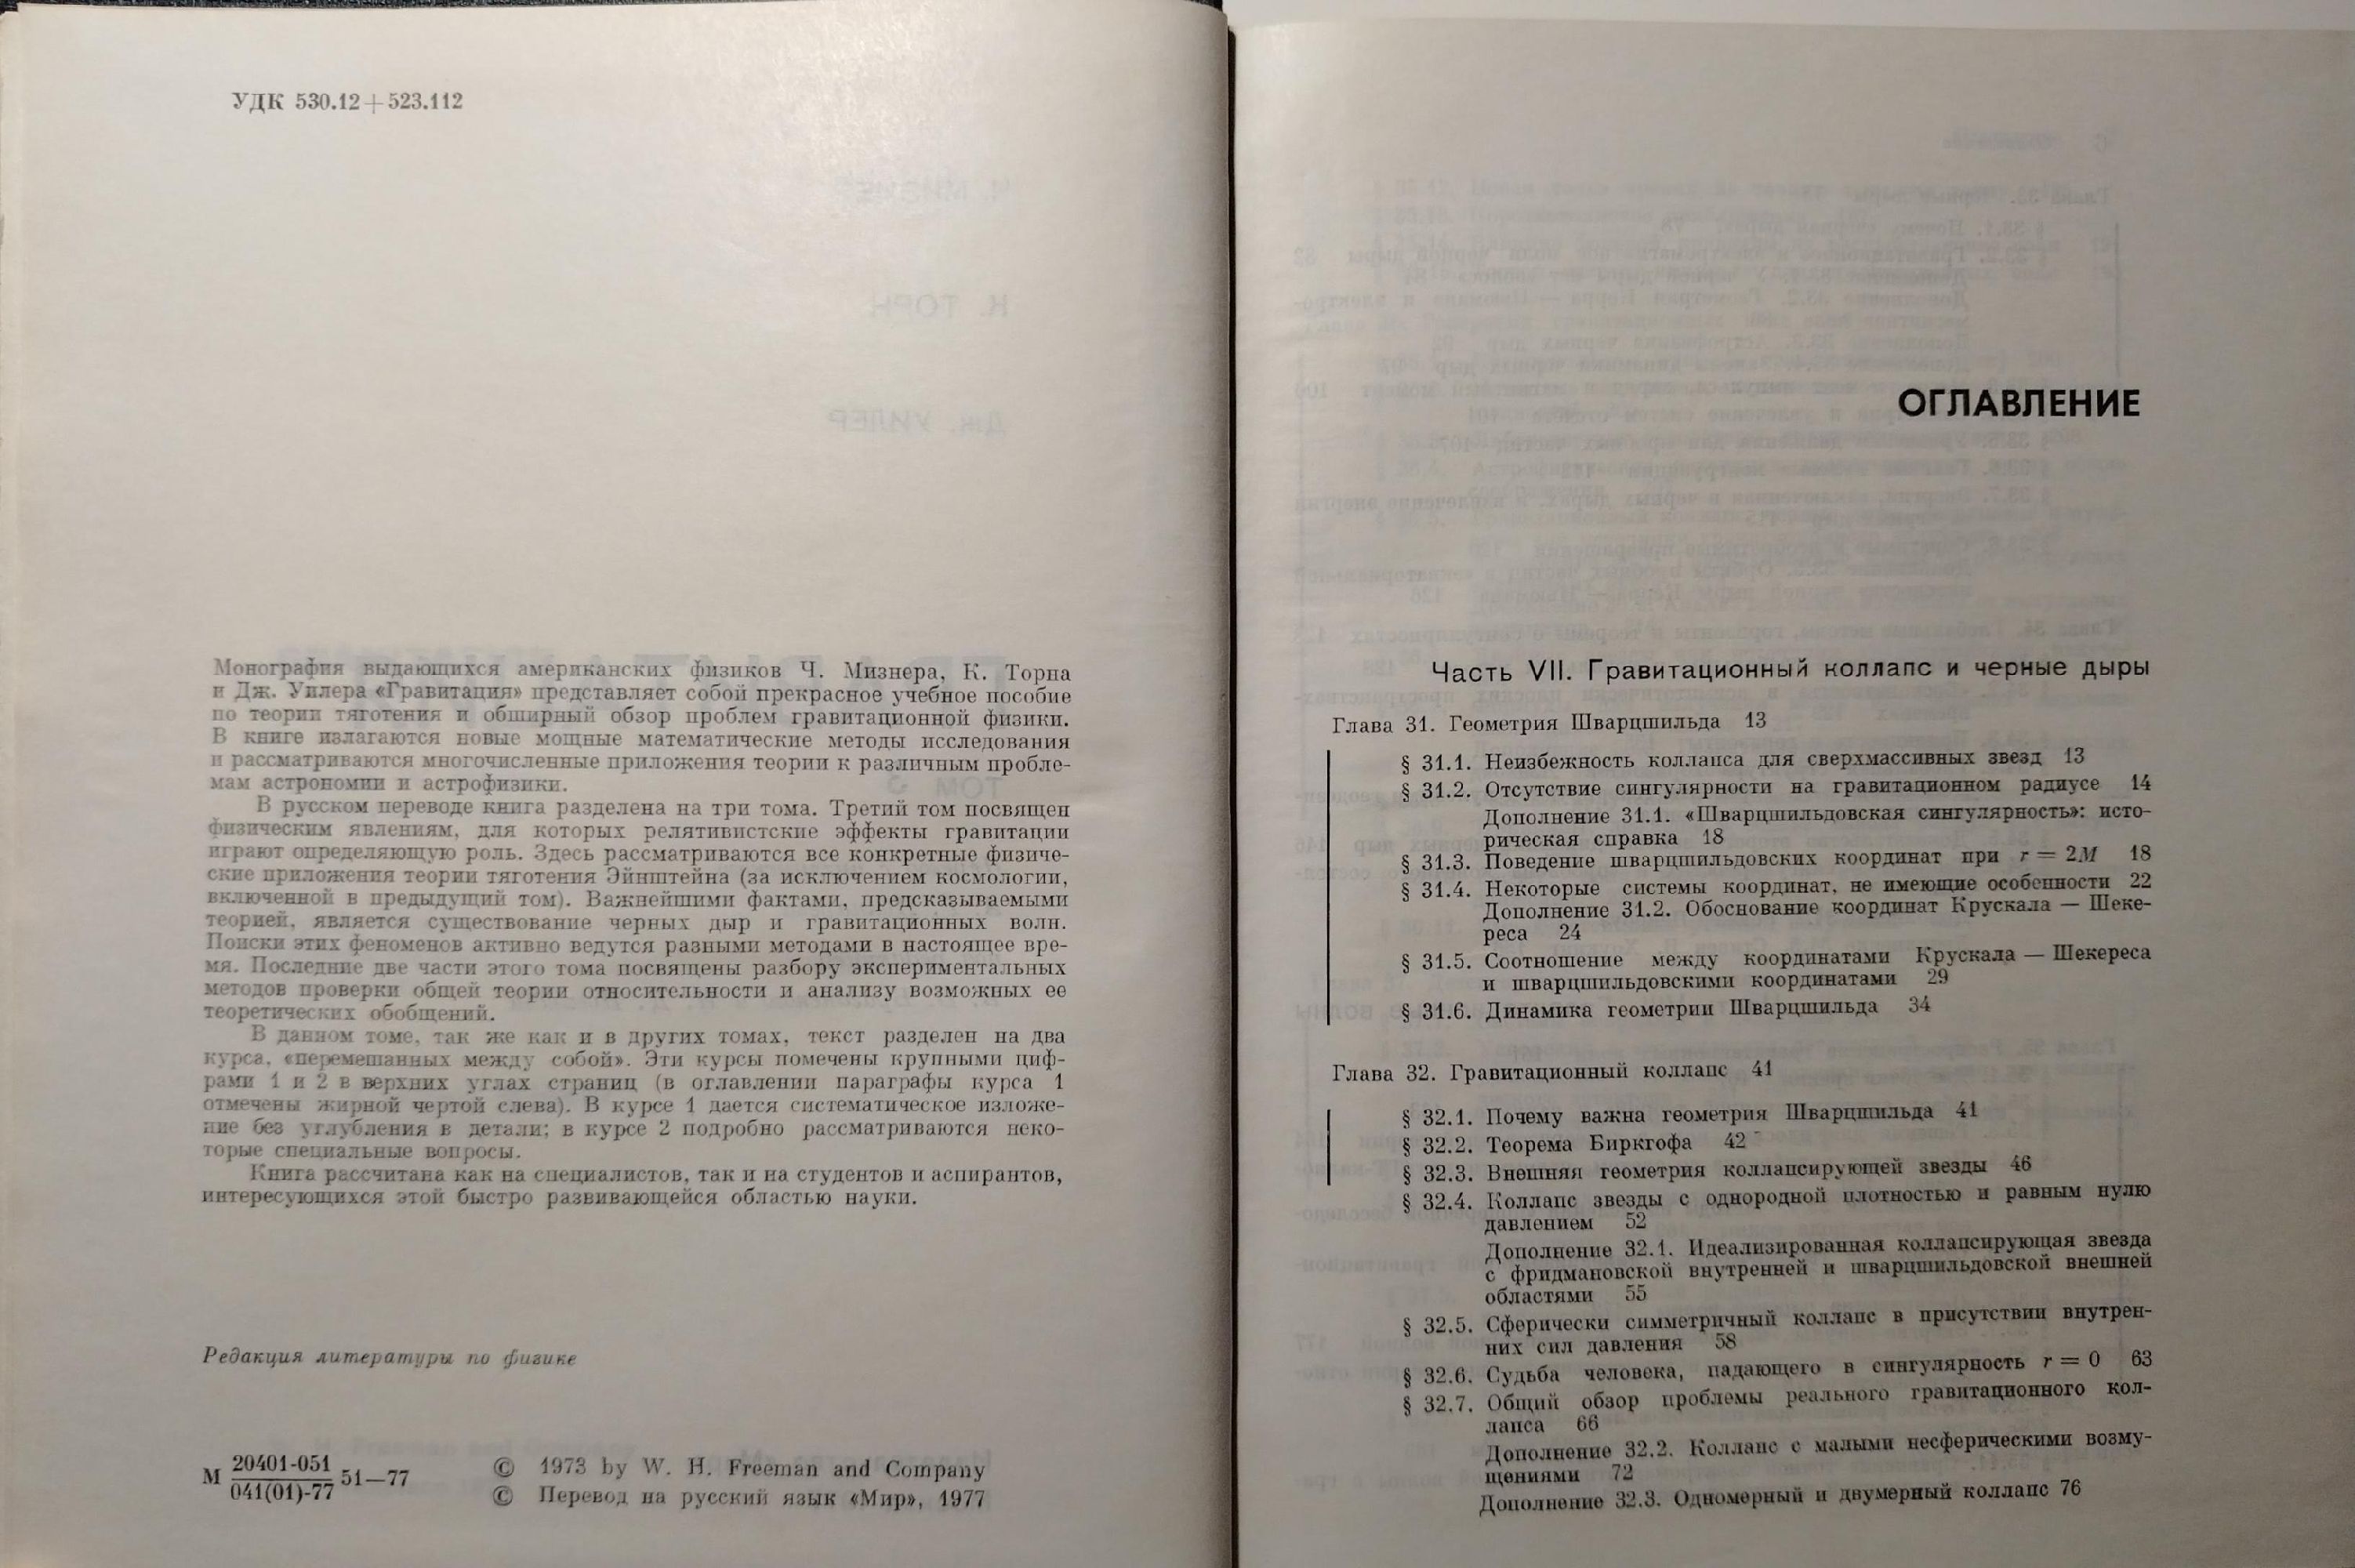 УДК 530.12+523.112
Монография выдающихся американских физиков Ч. Мизнера, К. Торна
и Дж. Уилера «Гравитация» представляет собой прекрасное учебное пособие
по теории тяготения и обширный обзор проблем гравитационной физики.
В книге излагаются новые мощные математические методы исследования
и рассматриваются многочисленные приложения теории к различным пробле-
мам астрономии и астрофизики.
В русском переводе книга разделена на три тома. Третий том посвящен
физическим явлениям, для которых релятивистские эффекты гравитации
играют определяющую роль. Здесь рассматриваются все конкретные физиче-
ские приложения теории тяготения Эйнштейна (за исключением космологии,
включенной в предыдущий том). Важнейшими фактами, предсказываемыми
теорией, является существование черных дыр и гравитационных волн.
Поиски этих феноменов активно ведутся разными методами в настоящее вре-
мя. Последние две части этого тома посвящены разбору экспериментальных
методов проверки общей теории относительности и анализу возможных ее
теоретических обобщений.
В данном томе, так же как и в других томах, текст разделен на два
курса, «перемешанных между собой». Эти курсы помечены крупными циф-
рами 1 и 2 в верхних углах страниц (в оглавлении параграфы курса 1
отмечены жирной чертой слева). В курсе 1 дается систематическое изложе-
ние без углубления в детали; в курсе 2 подробно рассматриваются неко-
торые специальные вопросы.
Книга рассчитана как на специалистов, так и на студентов и аспирантов,
интересующихся этой быстро развивающейся областью науки.
Редакция литературы по физике
М 20401-051
041(01)-77 51—77
© 1973 by W. H. Freeman and Company
© Перевод на русский язык «Мир», 1977
ОГЛАВЛЕНИЕ
Часть VII. Гравитационный коллапс и черные дыры
Глава 31. Геометрия Шварцшильда 13
§ 31.1. Неизбежность коллапса для сверхмассивных звезд 13
§ 31.2. Отсутствие сингулярности на гравитационном радиусе 14
Дополнение 31.1. «Шварцшильдовская сингулярность»: исто-
рическая справка 18
§ 31.3. Поведение шварцшильдовских координат при r = 2M 18
§ 31.4. Некоторые системы координат, не имеющие особенности 22
Дополнение 31.2. Обоснование координат Крускала — Шеке-
реса 24
§ 31.5. Соотношение между координатами Крускала — Шекереса
и шварцшильдовскими координатами 29
§ 31.6. Динамика геометрии Шварцшильда 34
Глава 32. Гравитационный коллапс 41
§ 32.1. Почему важна геометрия Шварцшильда 41
§ 32.2. Теорема Биркгофа 42
§ 32.3. Внешняя геометрия коллапсирующей звезды 46
§ 32.4. Коллапс звезды с однородной плотностью и равным нулю
давлением 52
Дополнение 32.1. Идеализированная коллапсирующая звезда
с фридмановской внутренней и шварцшильдовской внешней
областями 55
§ 32.5. Сферически симметричный коллапс в присутствии внутрен-
них сил давления 58
§ 32.6. Судьба человека, падающего в сингулярность r = 0 63
§ 32.7. Общий обзор проблемы реального гравитационного кол-
лапса 66
Дополнение 32.2. Коллапс с малыми несферическими возму-
щениями 72
Дополнение 32.3. Одномерный и двумерный коллапс 76